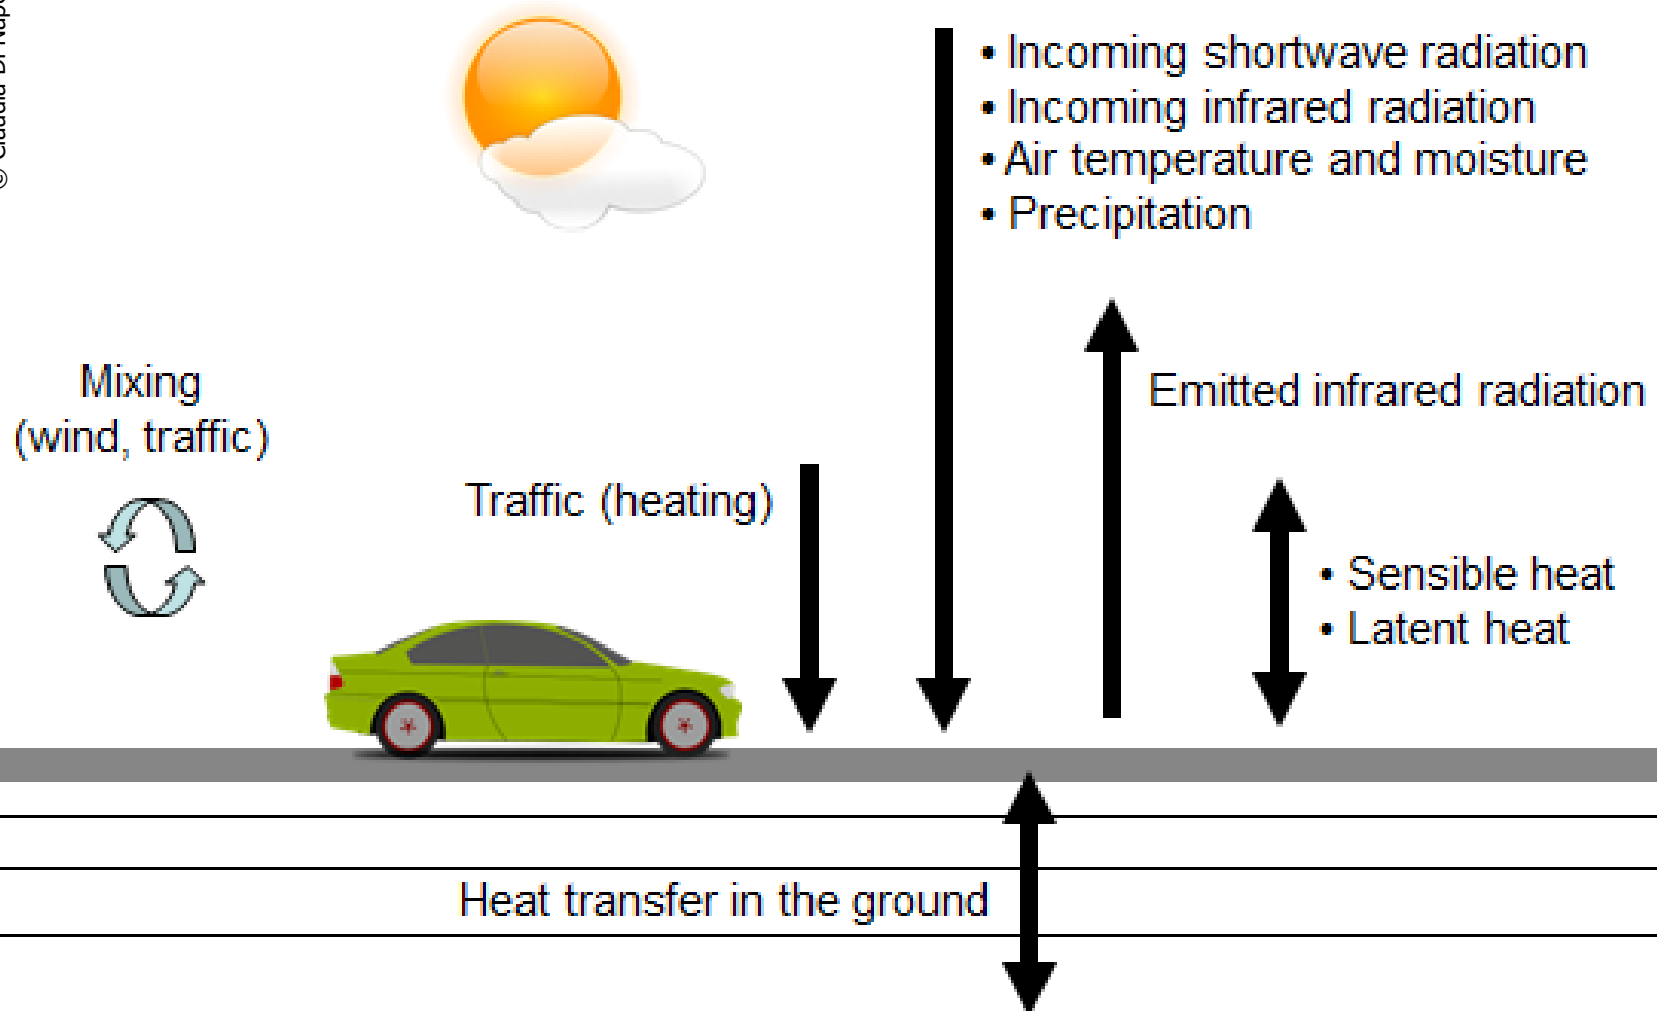 • Incoming shortwave radiation
• Incoming infrared radiation
• Air temperature and moisture
• Precipitation
Emitted infrared radiation
Mixing
(wind, traffic)
Traffic (heating)
• Sensible heat
• Latent heat
Heat transfer in the ground